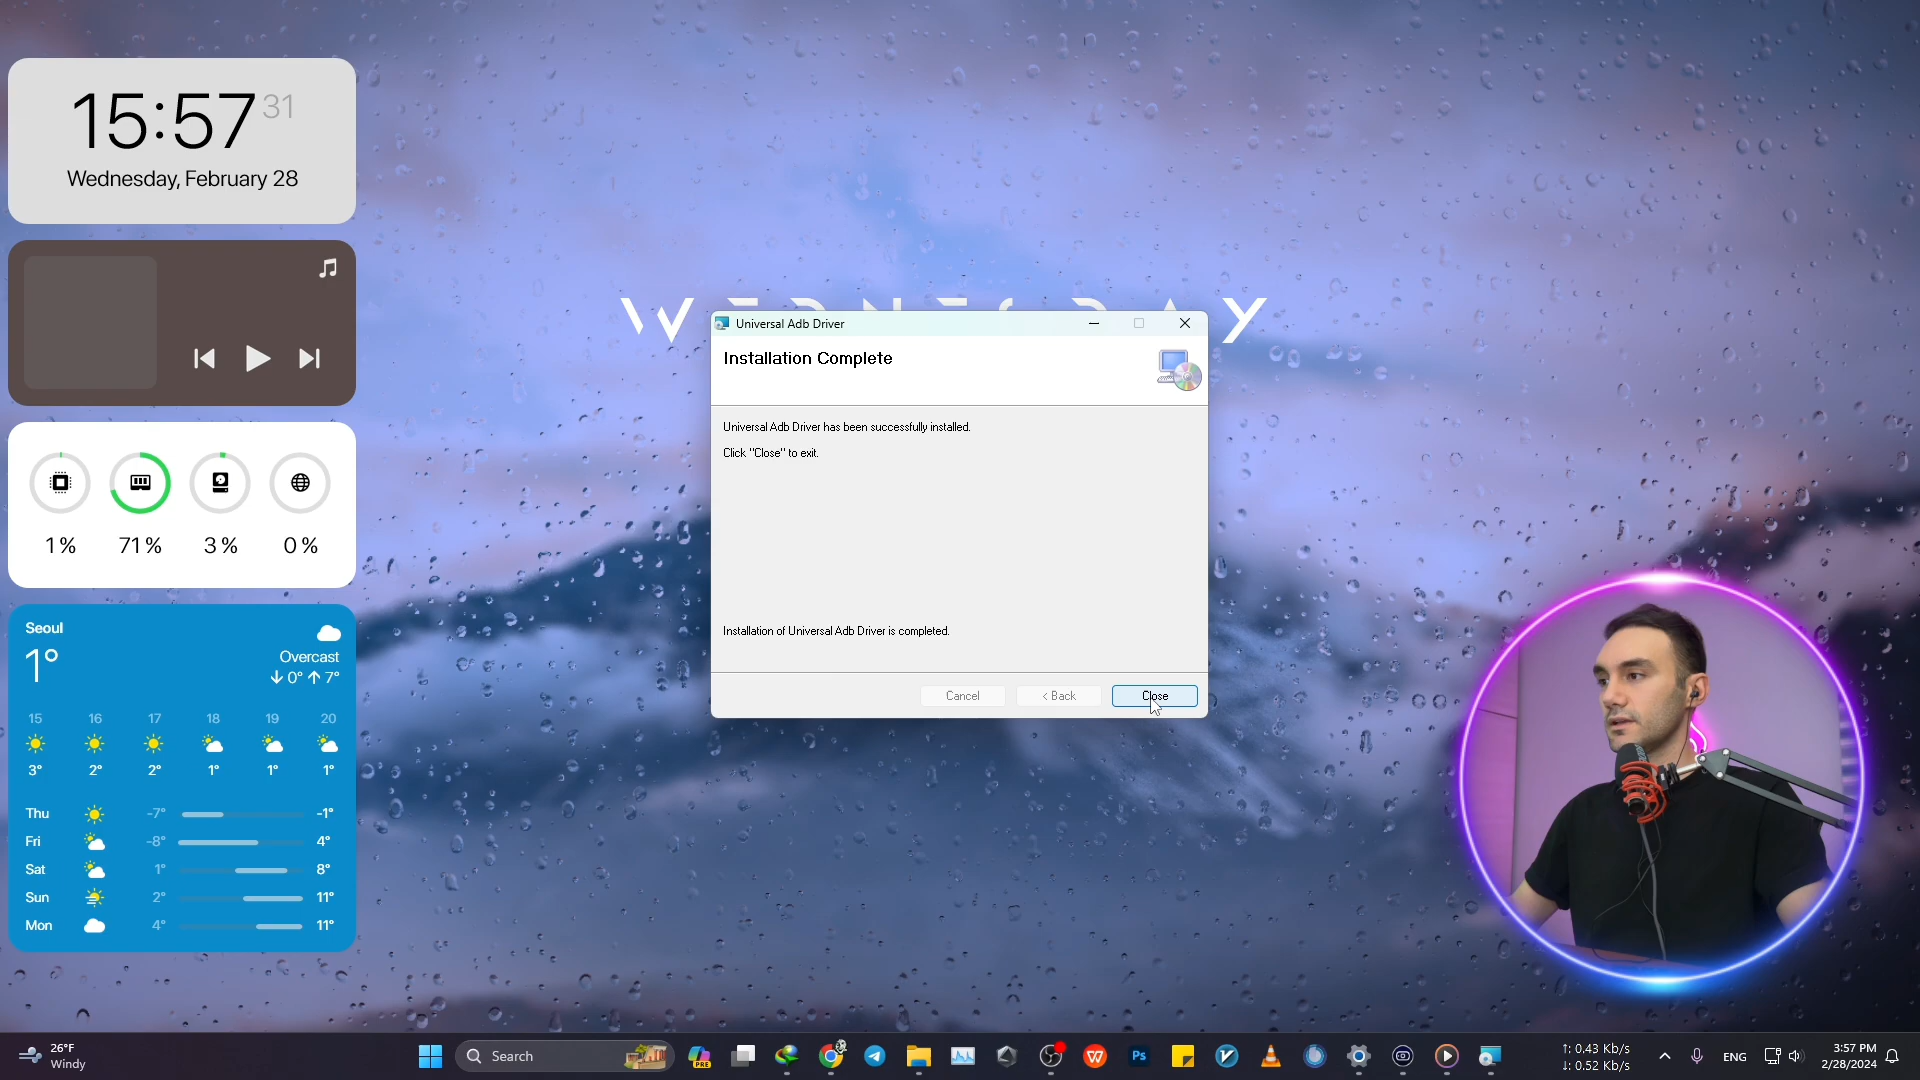 15:57 31
Wednesday, February 28
1% 71% 3% 0%
Seoul
1°
Overcast
↓ 0° ↑ 7°
15 16 17 18 19 20
3° 2° 2° 1° 1° 1°
Thu -7° -1°
Fri -8° 4°
Sat 1° 8°
Sun 2° 11°
Mon 4° 11°
WEDNESDAY
Universal Adb Driver
Installation Complete
Universal Adb Driver has been successfully installed.
Click "Close" to exit.
Installation of Universal Adb Driver is completed.
Cancel < Back Close
26°F
Windy
Search
PRE
Ps
ENG
↑: 0.43 Kb/s
↓: 0.52 Kb/s
3:57 PM
2/28/2024